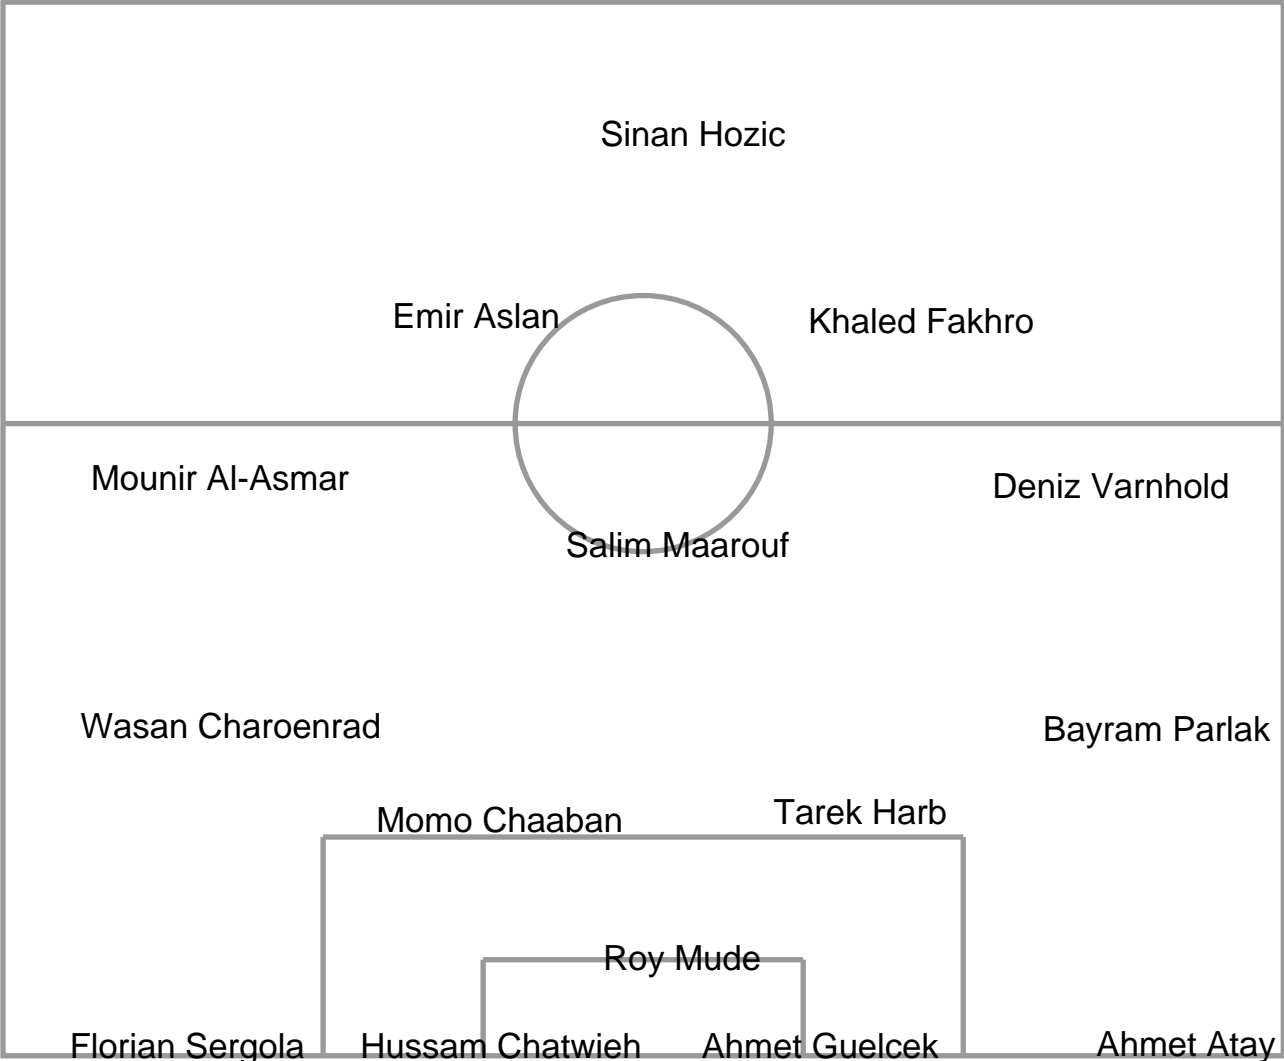 Sinan Hozic
Emir Aslan
Khaled Fakhro
Mounir Al-Asmar
Deniz Varnhold
Salim Maarouf
Wasan Charoenrad
Bayram Parlak
Momo Chaaban
Tarek Harb
Roy Mude
Florian Sergola
Hussam Chatwieh
Ahmet Guelcek
Ahmet Atay